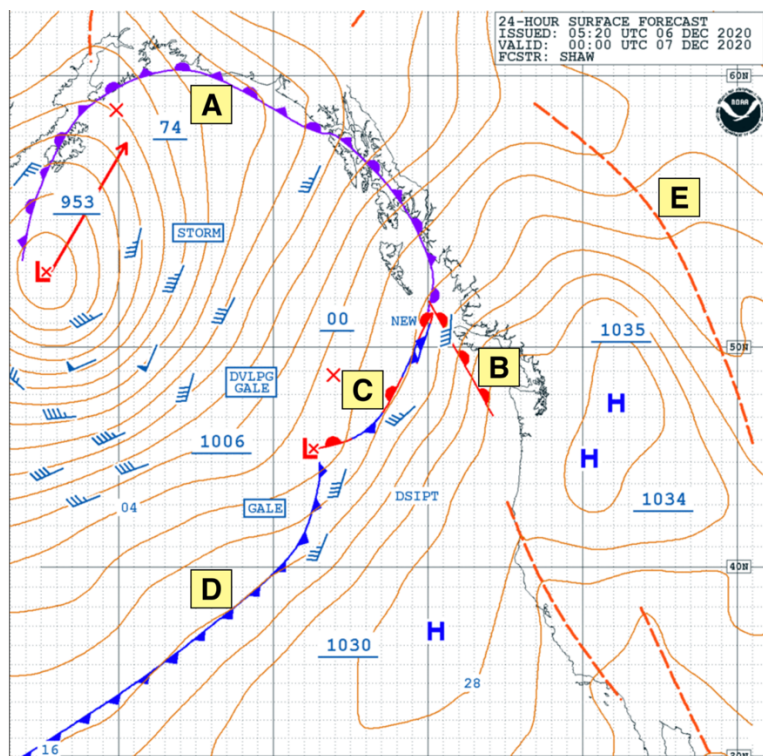 24-HOUR SURFACE FORECAST
ISSUED: 05:20 UTC 06 DEC 2020
VALID: 00:00 UTC 07 DEC 2020
FCSTR: SHAW
60N
NOAA
A
74
E
953
STORM
L
00
NEW
1035
50N
B
DVLPG
GALE
C
H
1006
L
H
04
GALE
DSIPT
1034
40N
D
H
1030
28
16
30N